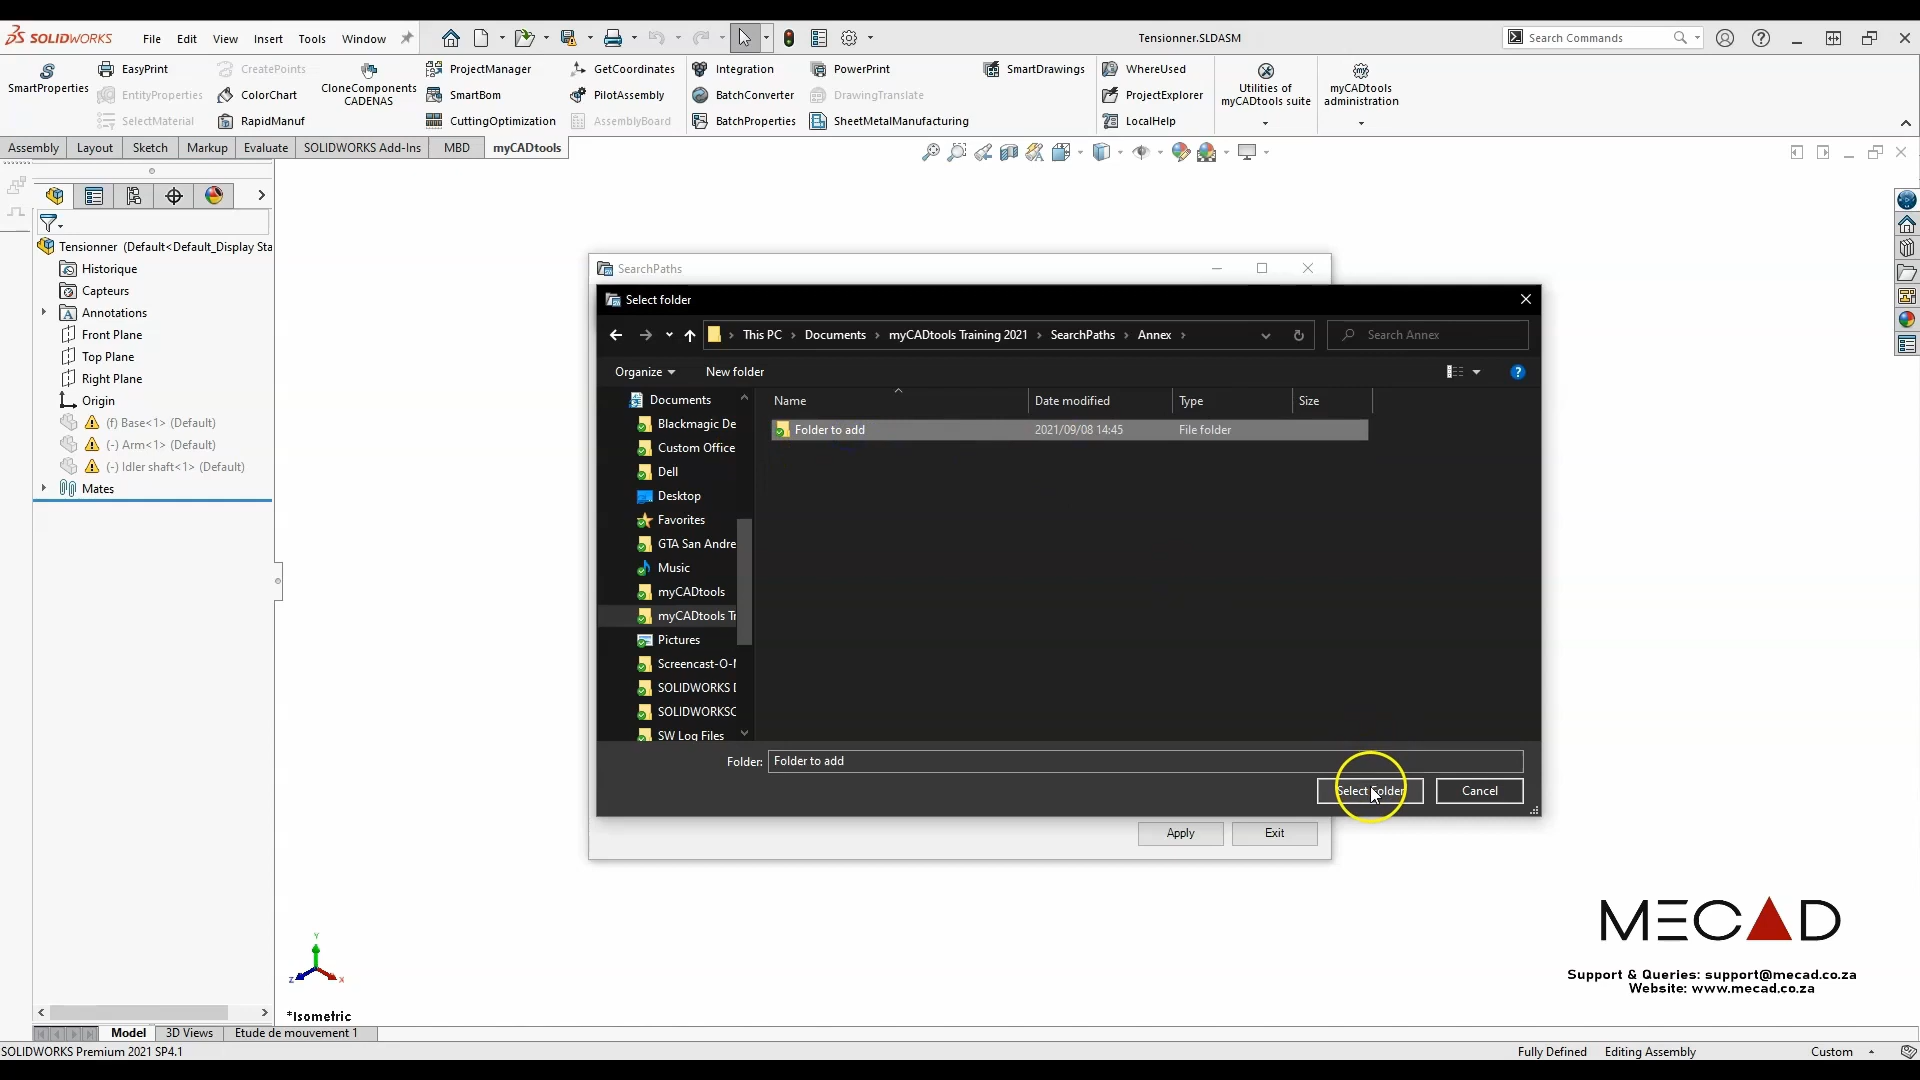 SOLIDWORKS File Edit View Insert Tools Window Tensionner.SLDASM Search Commands
SmartProperties EasyPrint CreatePoints CloneComponents CADENAS ProjectManager GetCoordinates Integration PowerPrint SmartDrawings WhereUsed Utilities of myCADtools suite myCADtools administration
EntityProperties ColorChart SmartBom PilotAssembly BatchConverter DrawingTranslate ProjectExplorer
SelectMaterial RapidManuf CuttingOptimization AssemblyBoard BatchProperties SheetMetalManufacturing LocalHelp
Assembly Layout Sketch Markup Evaluate SOLIDWORKS Add-Ins MBD myCADtools
Tensionner (Default<Default_Display Sta
Historique
Capteurs
Annotations
Front Plane
Top Plane
Right Plane
Origin
(f) Base<1> (Default)
(-) Arm<1> (Default)
(-) Idler shaft<1> (Default)
Mates
SearchPaths
Select folder
This PC > Documents > myCADtools Training 2021 > SearchPaths > Annex > Search Annex
Organize New folder
Name Date modified Type Size
Folder to add 2021/09/08 14:45 File folder
Documents
Blackmagic De
Custom Office
Dell
Desktop
Favorites
GTA San Andre
Music
myCADtools
myCADtools Tr
Pictures
Screencast-O-M
SOLIDWORKS D
SOLIDWORKSC
SW Log Files
Folder: Folder to add
Select Folder Cancel
Apply Exit
MECAD
Support & Queries: support@mecad.co.za
Website: www.mecad.co.za
Y
Z X
*Isometric
Model 3D Views Etude de mouvement 1
SOLIDWORKS Premium 2021 SP4.1 Fully Defined Editing Assembly Custom